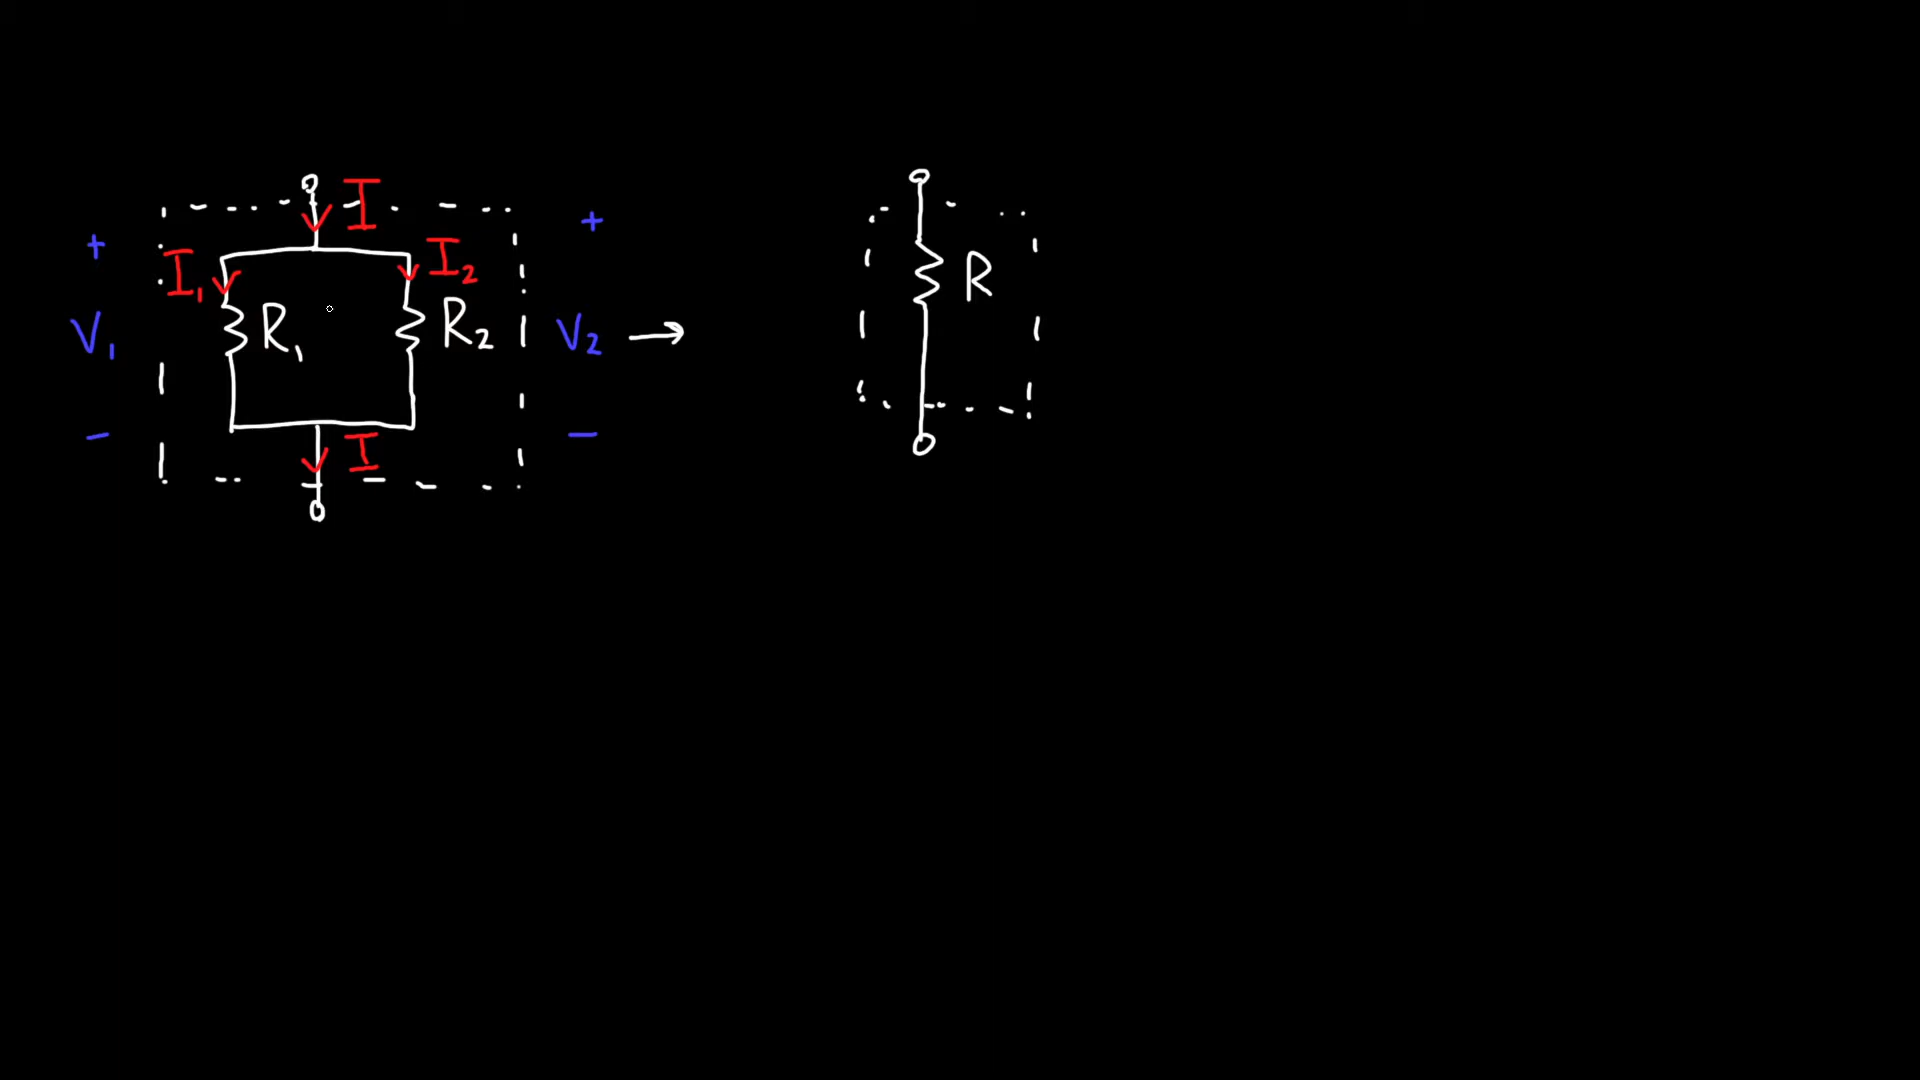 I
+
+
I₁
I₂
R
V₁
R₁
R₂
V₂
−
I
−